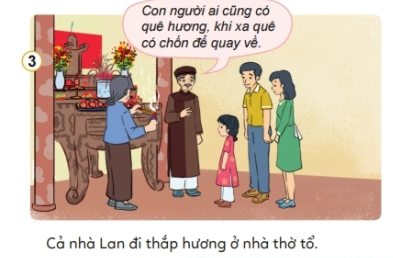 Con người ai cũng có
quê hương, khi xa quê
có chốn để quay về.
3
Cả nhà Lan đi thắp hương ở nhà thờ tổ.